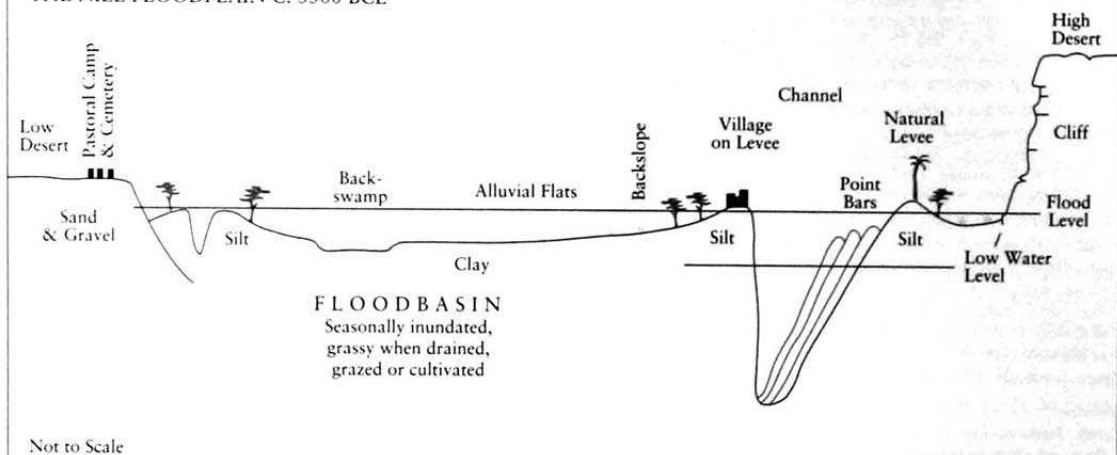 Low
Desert
Pastoral Camp
& Cemetery
Sand
& Gravel
Silt
Back-
swamp
Clay
Alluvial Flats
Backslope
FLOODBASIN
Seasonally inundated,
grassy when drained,
grazed or cultivated
Village
on Levee
Silt
Channel
Point
Bars
Natural
Levee
Silt
High
Desert
Cliff
Flood
Level
Low Water
Level
Not to Scale